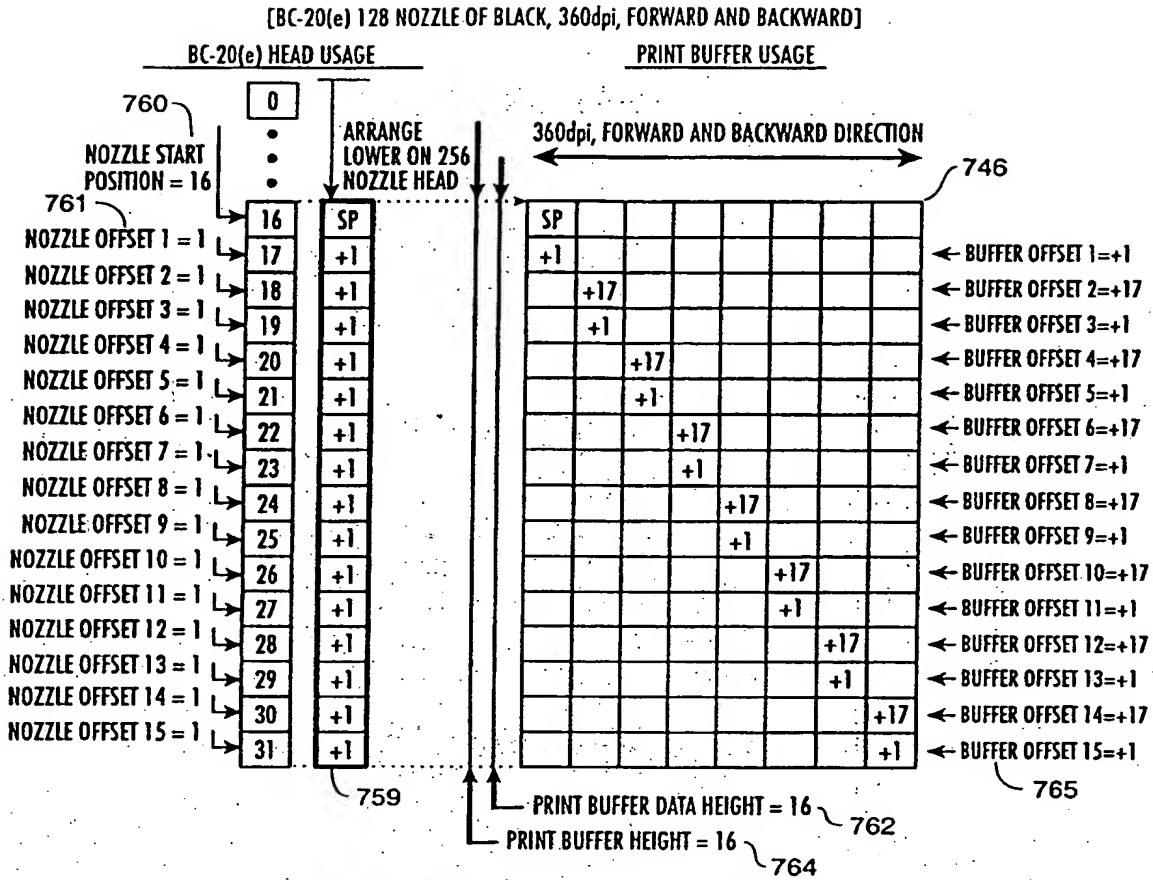 [BC-20(e) 128 NOZZLE OF BLACK, 360dpi, FORWARD AND BACKWARD]
BC-20(e) HEAD USAGE
PRINT BUFFER USAGE
760
0
ARRANGE
LOWER ON 256
NOZZLE HEAD
360dpi, FORWARD AND BACKWARD DIRECTION
NOZZLE START
POSITION = 16
746
761
16 SP SP
NOZZLE OFFSET 1 = 1 17 +1 +1 BUFFER OFFSET 1=+1
NOZZLE OFFSET 2 = 1 18 +1 +17 BUFFER OFFSET 2=+17
NOZZLE OFFSET 3 = 1 19 +1 +1 BUFFER OFFSET 3=+1
NOZZLE OFFSET 4 = 1 20 +1 +17 BUFFER OFFSET 4=+17
NOZZLE OFFSET 5 = 1 21 +1 +1 BUFFER OFFSET 5=+1
NOZZLE OFFSET 6 = 1 22 +1 +17 BUFFER OFFSET 6=+17
NOZZLE OFFSET 7 = 1 23 +1 +1 BUFFER OFFSET 7=+1
NOZZLE OFFSET 8 = 1 24 +1 +17 BUFFER OFFSET 8=+17
NOZZLE OFFSET 9 = 1 25 +1 +1 BUFFER OFFSET 9=+1
NOZZLE OFFSET 10 = 1 26 +1 +17 BUFFER OFFSET 10=+17
NOZZLE OFFSET 11 = 1 27 +1 +1 BUFFER OFFSET 11=+1
NOZZLE OFFSET 12 = 1 28 +1 +17 BUFFER OFFSET 12=+17
NOZZLE OFFSET 13 = 1 29 +1 +1 BUFFER OFFSET 13=+1
NOZZLE OFFSET 14 = 1 30 +1 +17 BUFFER OFFSET 14=+17
NOZZLE OFFSET 15 = 1 31 +1 +1 BUFFER OFFSET 15=+1
759
765
PRINT BUFFER DATA HEIGHT = 16
762
PRINT BUFFER HEIGHT = 16
764